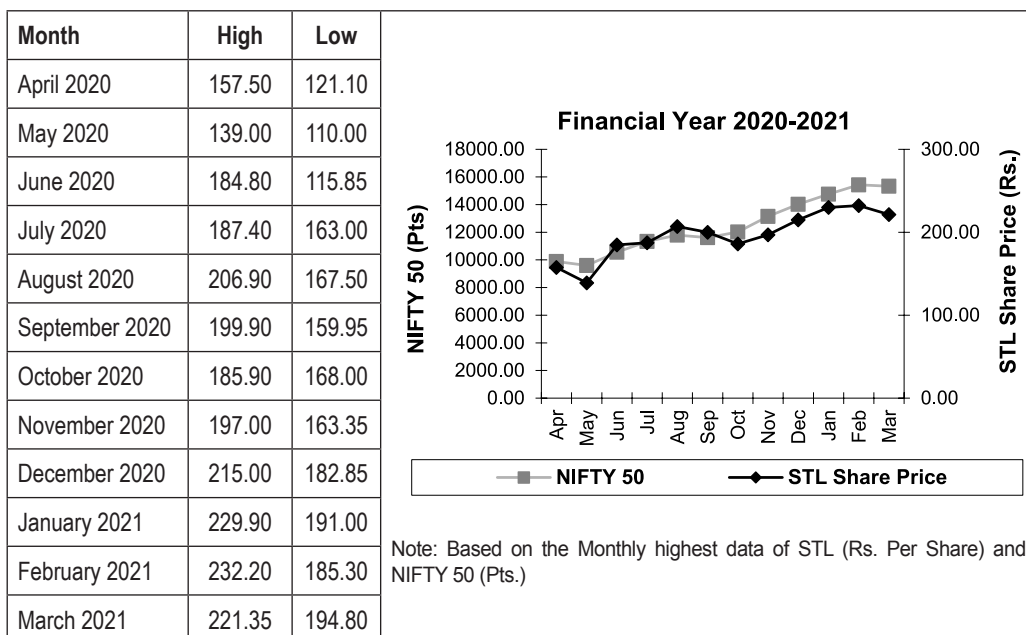 Month High Low
April 2020 157.50 121.10
May 2020 139.00 110.00
June 2020 184.80 115.85
July 2020 187.40 163.00
August 2020 206.90 167.50
September 2020 199.90 159.95
October 2020 185.90 168.00
November 2020 197.00 163.35
December 2020 215.00 182.85
January 2021 229.90 191.00
February 2021 232.20 185.30
March 2021 221.35 194.80
Financial Year 2020-2021
NIFTY 50 (Pts)
18000.00
16000.00
14000.00
12000.00
10000.00
8000.00
6000.00
4000.00
2000.00
0.00
300.00
200.00
100.00
0.00
STL Share Price (Rs.)
Apr
May
Jun
Jul
Aug
Sep
Oct
Nov
Dec
Jan
Feb
Mar
NIFTY 50 STL Share Price
Note: Based on the Monthly highest data of STL (Rs. Per Share) and
NIFTY 50 (Pts.)